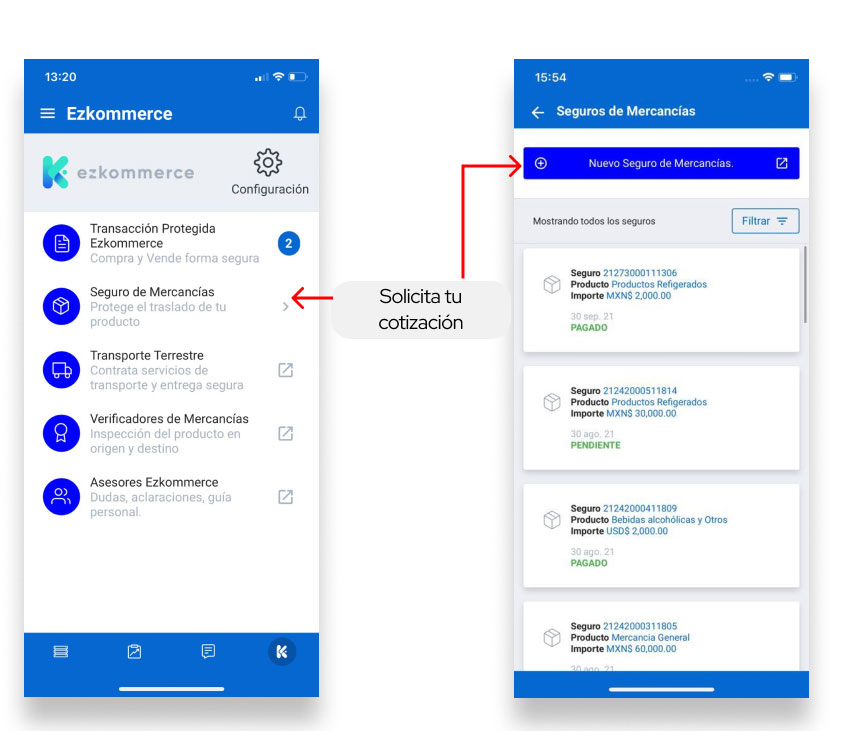 13:20
Ezkommerce
ezkommerce
Configuración
Transacción Protegida
Ezkommerce
Compra y Vende forma segura
2
Seguro de Mercancías
Protege el traslado de tu
producto
Transporte Terrestre
Contrata servicios de
transporte y entrega segura
Verificadores de Mercancías
Inspección del producto en
origen y destino
Asesores Ezkommerce
Dudas, aclaraciones, guía
personal.
Solicita tu
cotización
15:54
Seguros de Mercancías
Nuevo Seguro de Mercancías.
Mostrando todos los seguros
Filtrar
Seguro 21273000111306
Producto Productos Refigerados
Importe MXN$ 2,000.00
30 sep. 21
PAGADO
Seguro 21242000511814
Producto Productos Refigerados
Importe MXN$ 30,000.00
30 ago. 21
PENDIENTE
Seguro 21242000411809
Producto Bebidas alcohólicas y Otros
Importe USD$ 2,000.00
30 ago. 21
PAGADO
Seguro 21242000311805
Producto Mercancia General
Importe MXN$ 60,000.00
30 ago. 21